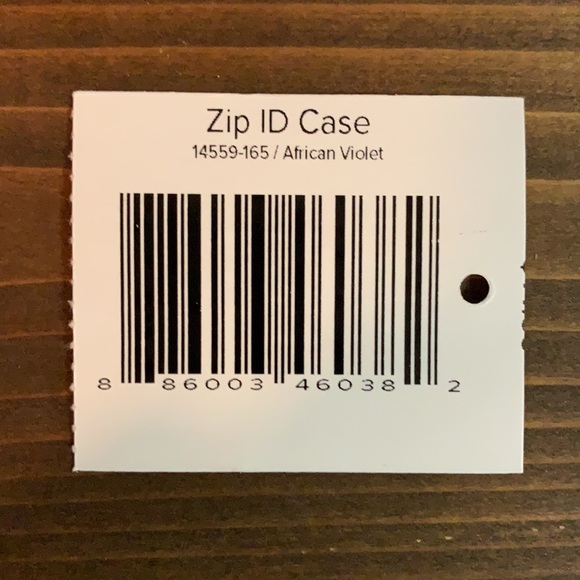 Zip ID Case
14559-165 / African Violet
8 86003 46038 2